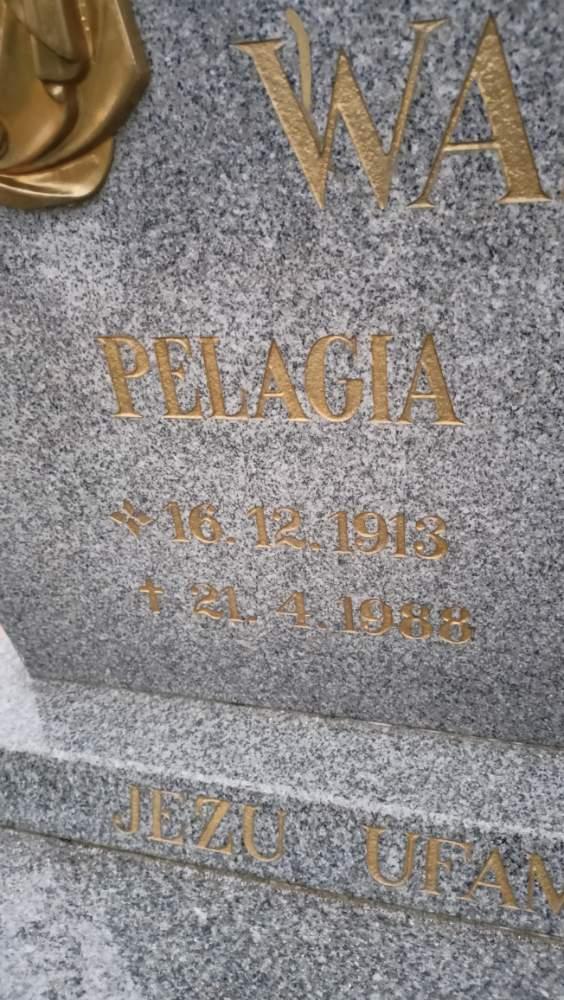 WA
PELAGIA
16. 12. 1913
✝ 21. 4. 1988
JEZU UFAM